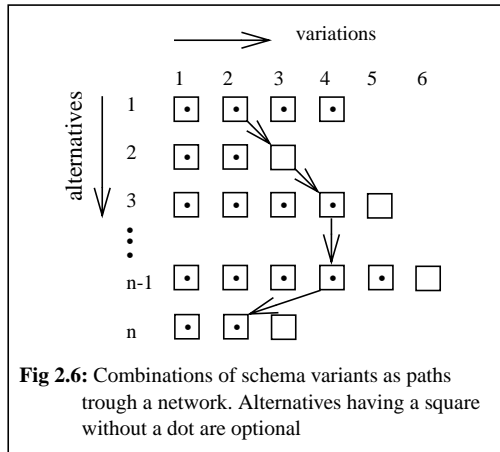 variations
1 2 3 4 5 6
alternatives
1
2
3
n-1
n
Fig 2.6: Combinations of schema variants as paths
trough a network. Alternatives having a square
without a dot are optional